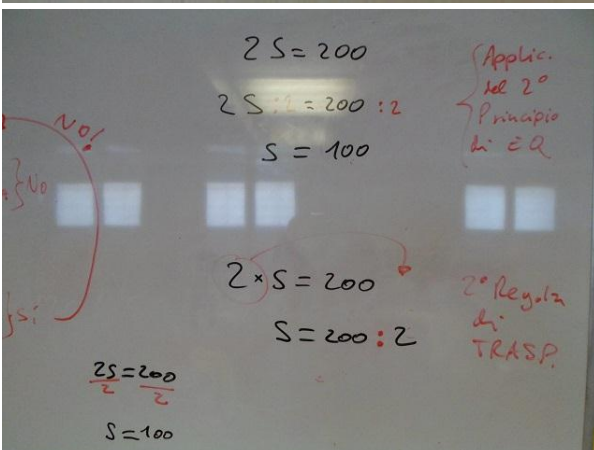 2S = 200
2S :2 = 200 :2
S = 100
Applic.
del 2°
Principio
di EQ
No!
}No
}Sì
2 × S = 200
S = 200 : 2
2° Regola
di
TRASP.
2S = 200
2 2
S = 100